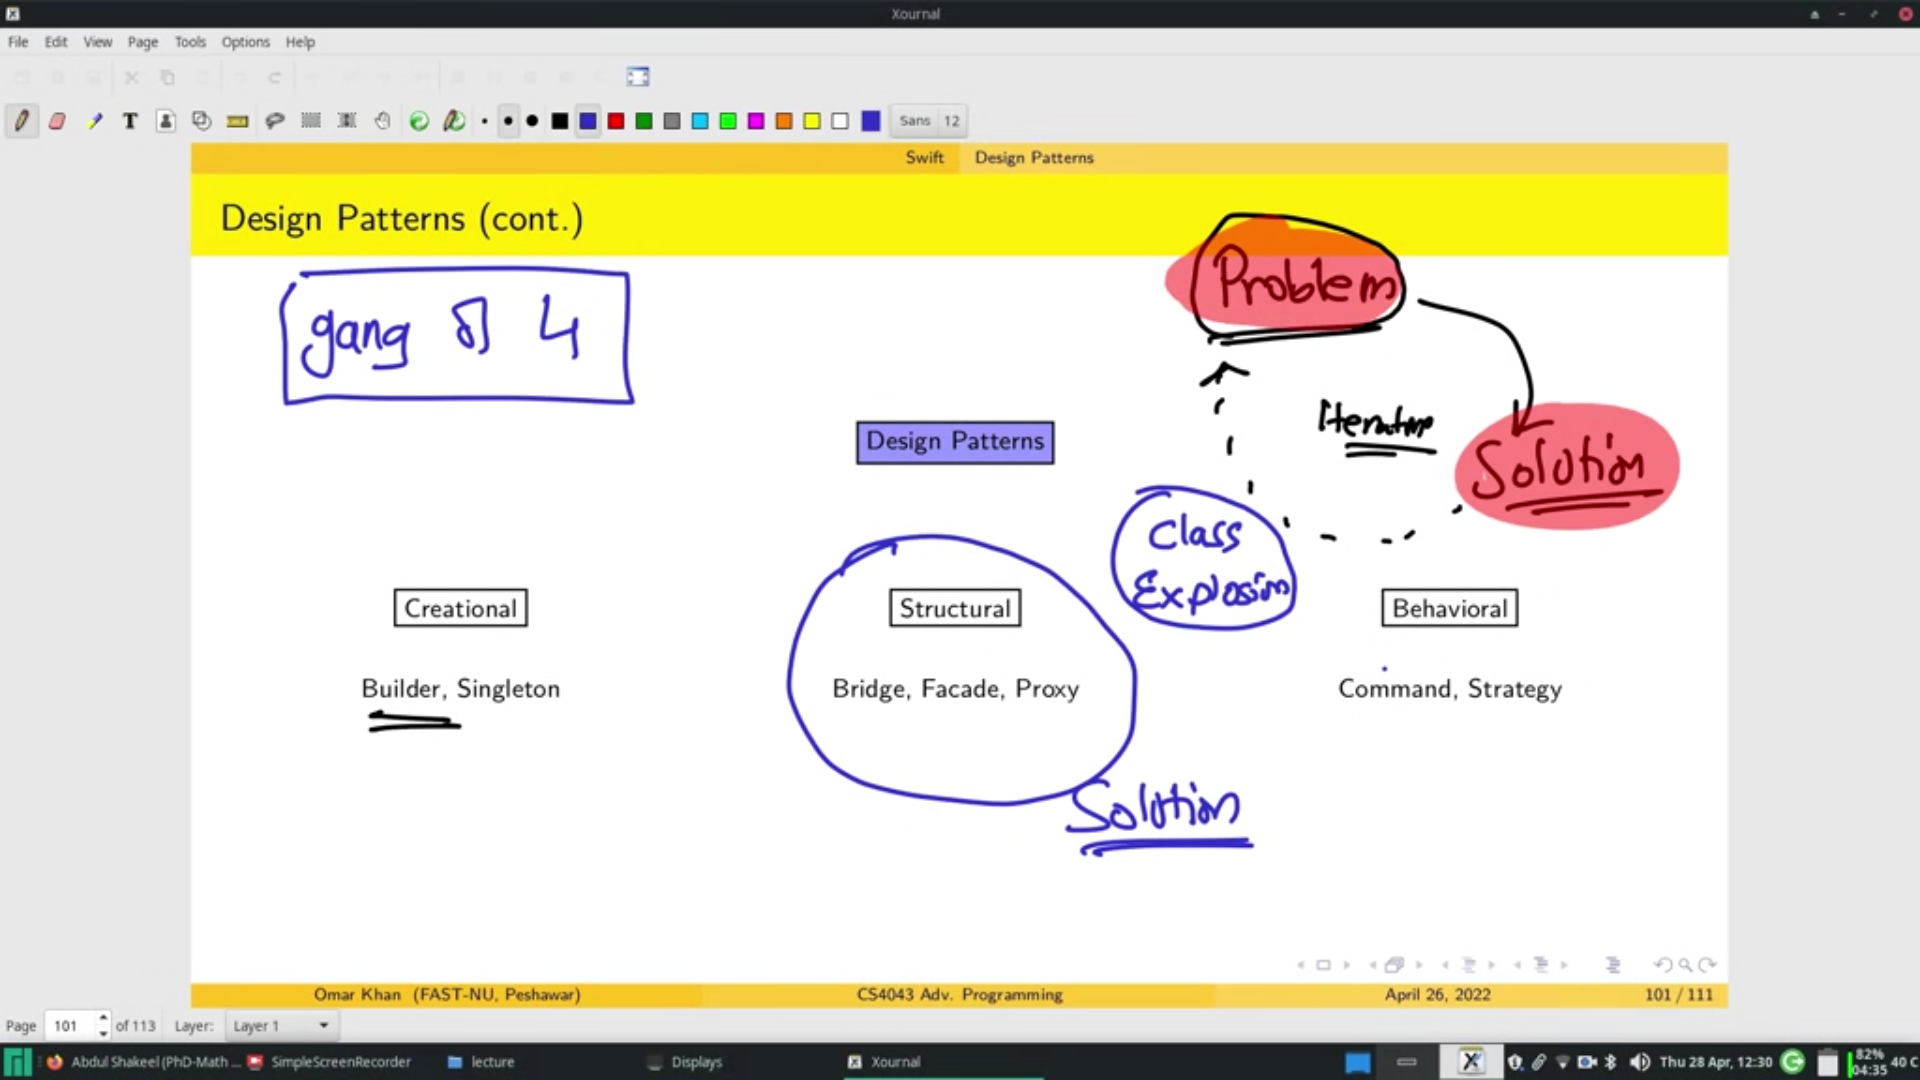 Xournal
File Edit View Page Tools Options Help
Sans 12
Swift Design Patterns
Design Patterns (cont.)
Problem
gang of 4
Iterative
Design Patterns
Solution
Class
Explosion
Creational Structural Behavioral
Builder, Singleton Bridge, Facade, Proxy Command, Strategy
Solution
Omar Khan (FAST-NU, Peshawar) CS4043 Adv. Programming April 26, 2022 101 / 111
Page 101 of 113 Layer: Layer 1
Abdul Shakeel (PhD-Math ... SimpleScreenRecorder lecture Displays Xournal Thu 28 Apr, 12:30 82% 04:35 40 C